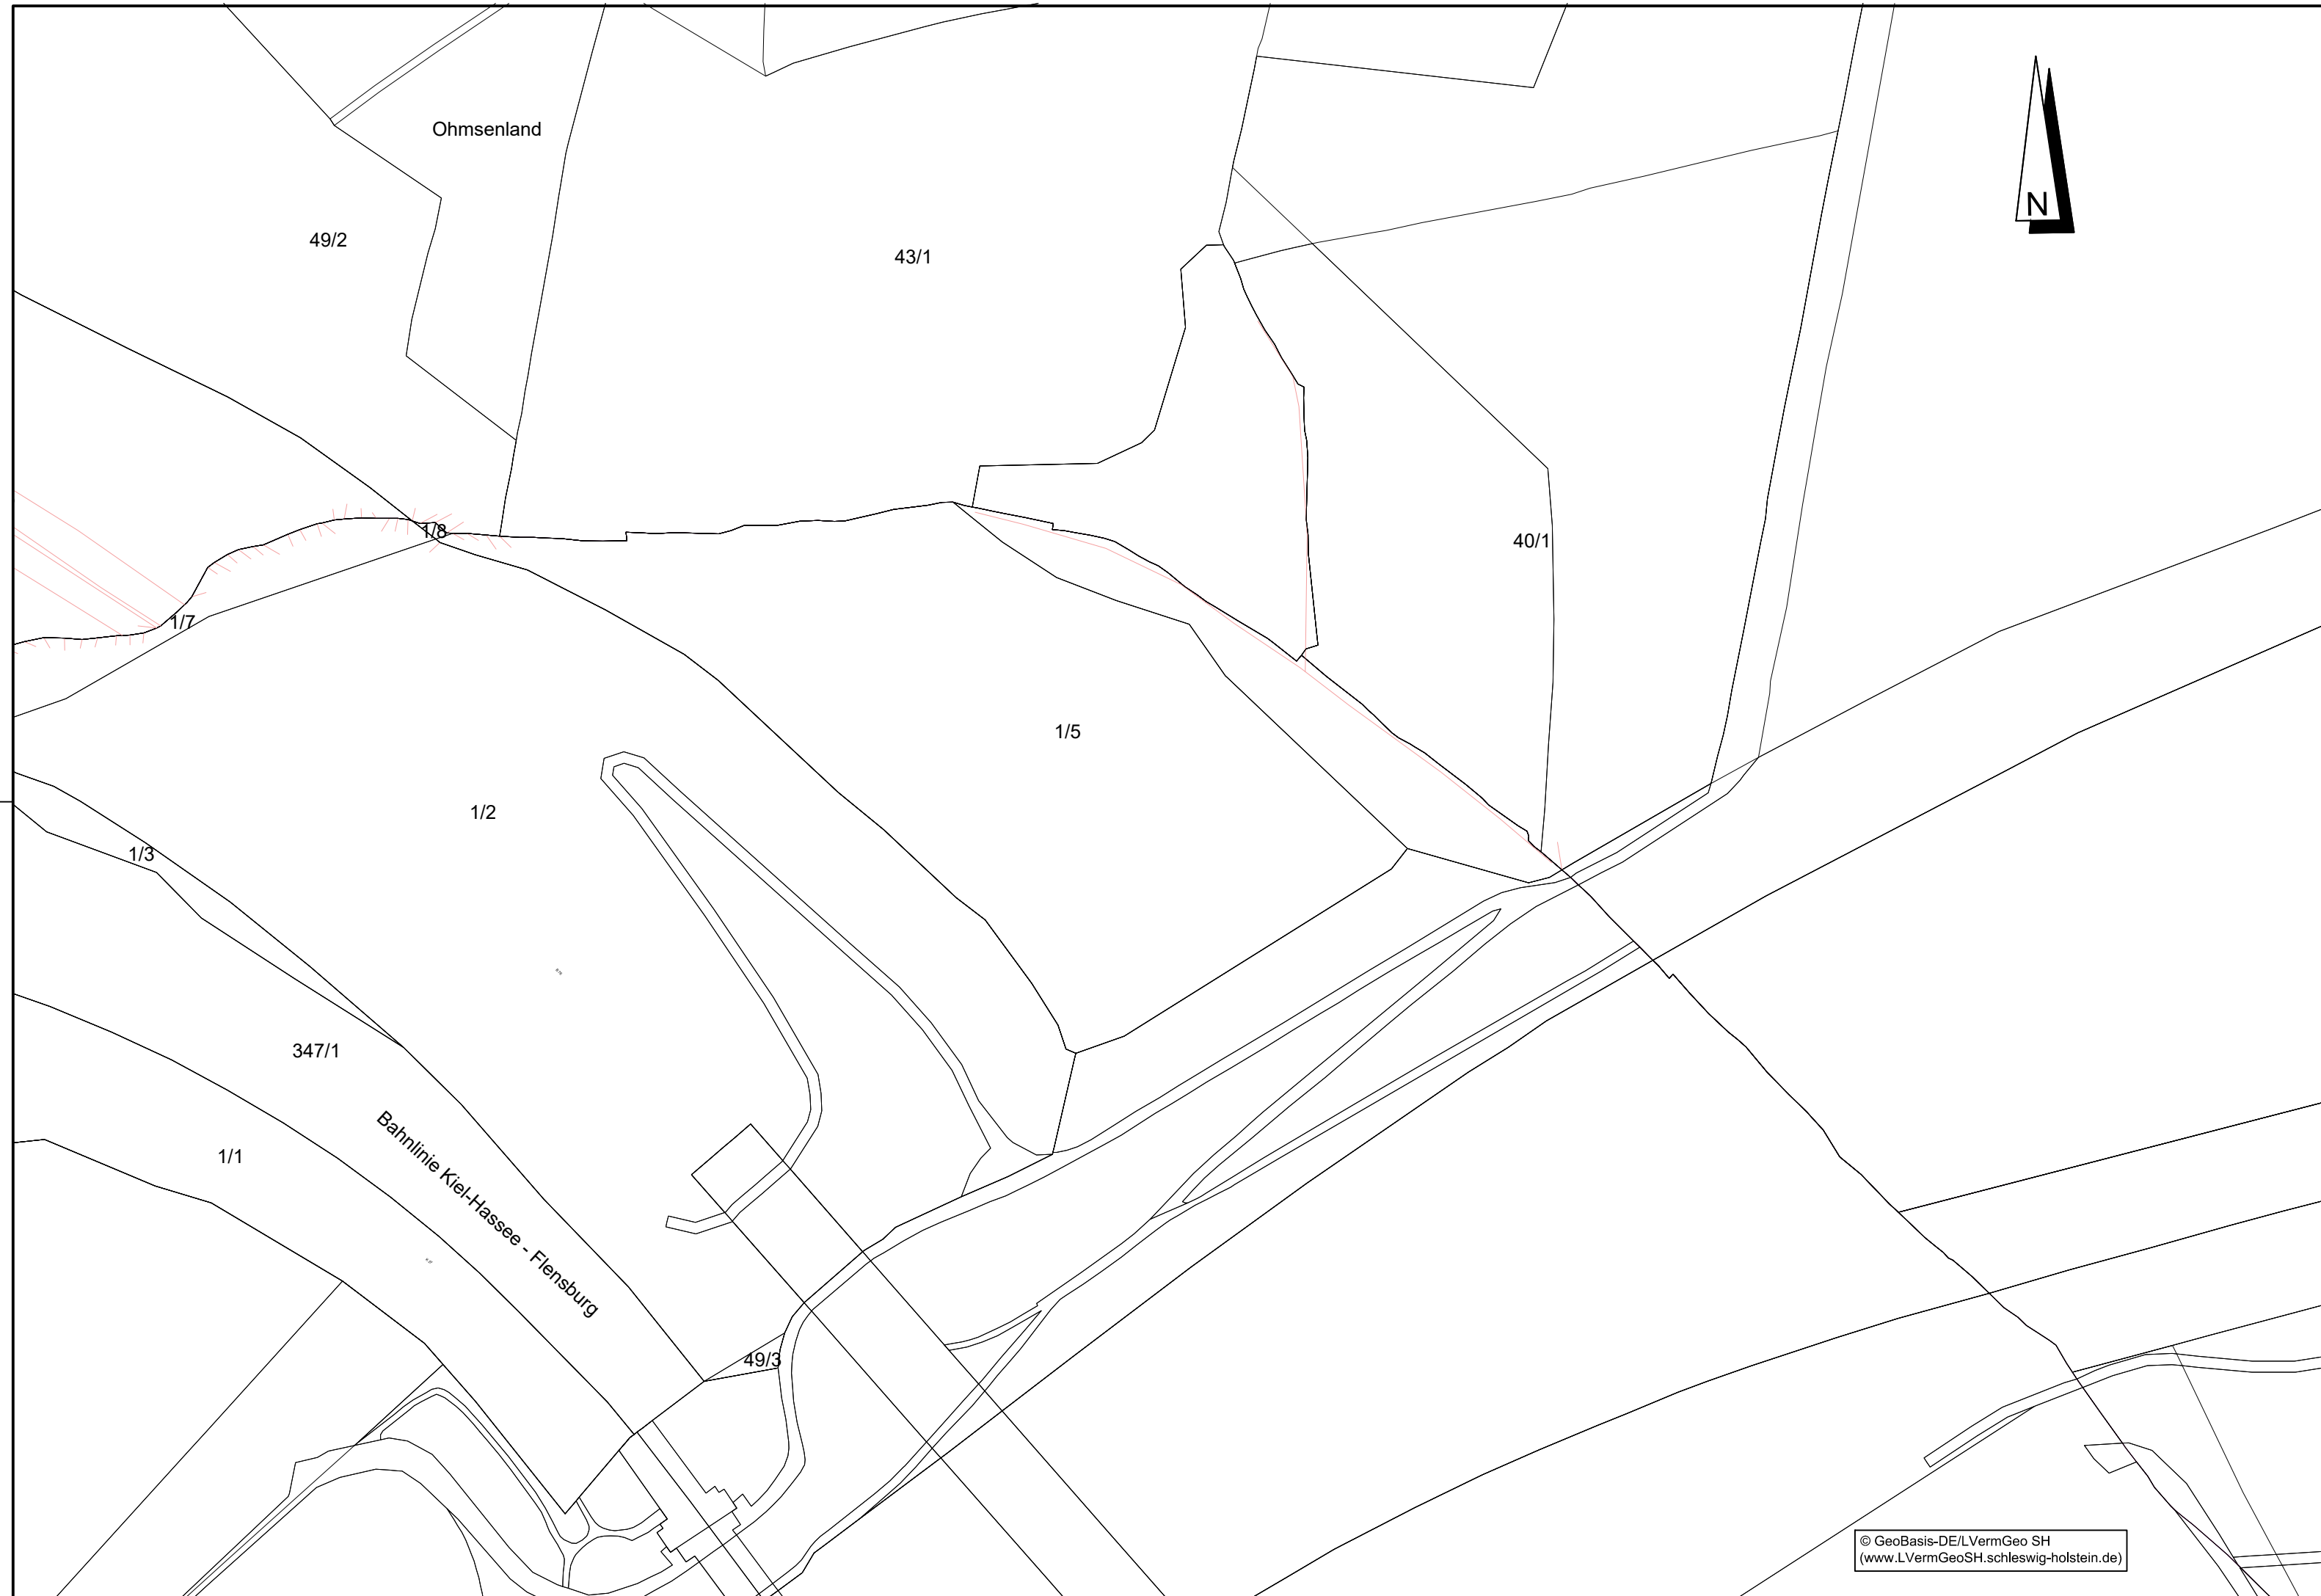 Ohmsenland
N
49/2
43/1
1/8
40/1
1/7
1/5
1/2
1/3
347/1
Bahnlinie Kiel-Hassee - Flensburg
1/1
49/3
© GeoBasis-DE/LVermGeo SH
(www.LVermGeoSH.schleswig-holstein.de)